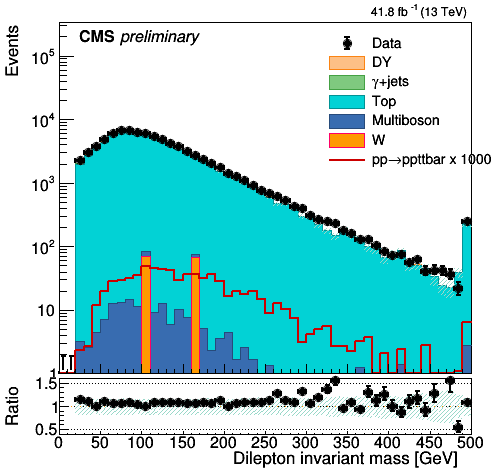 41.8 fb⁻¹ (13 TeV)
CMS preliminary
Events
Data
DY
γ+jets
Top
Multiboson
W
pp→ppttbar x 1000
10⁵
10⁴
10³
10²
10
1
Ratio
1.5
1
0.5
0 50 100 150 200 250 300 350 400 450 500
Dilepton invariant mass [GeV]